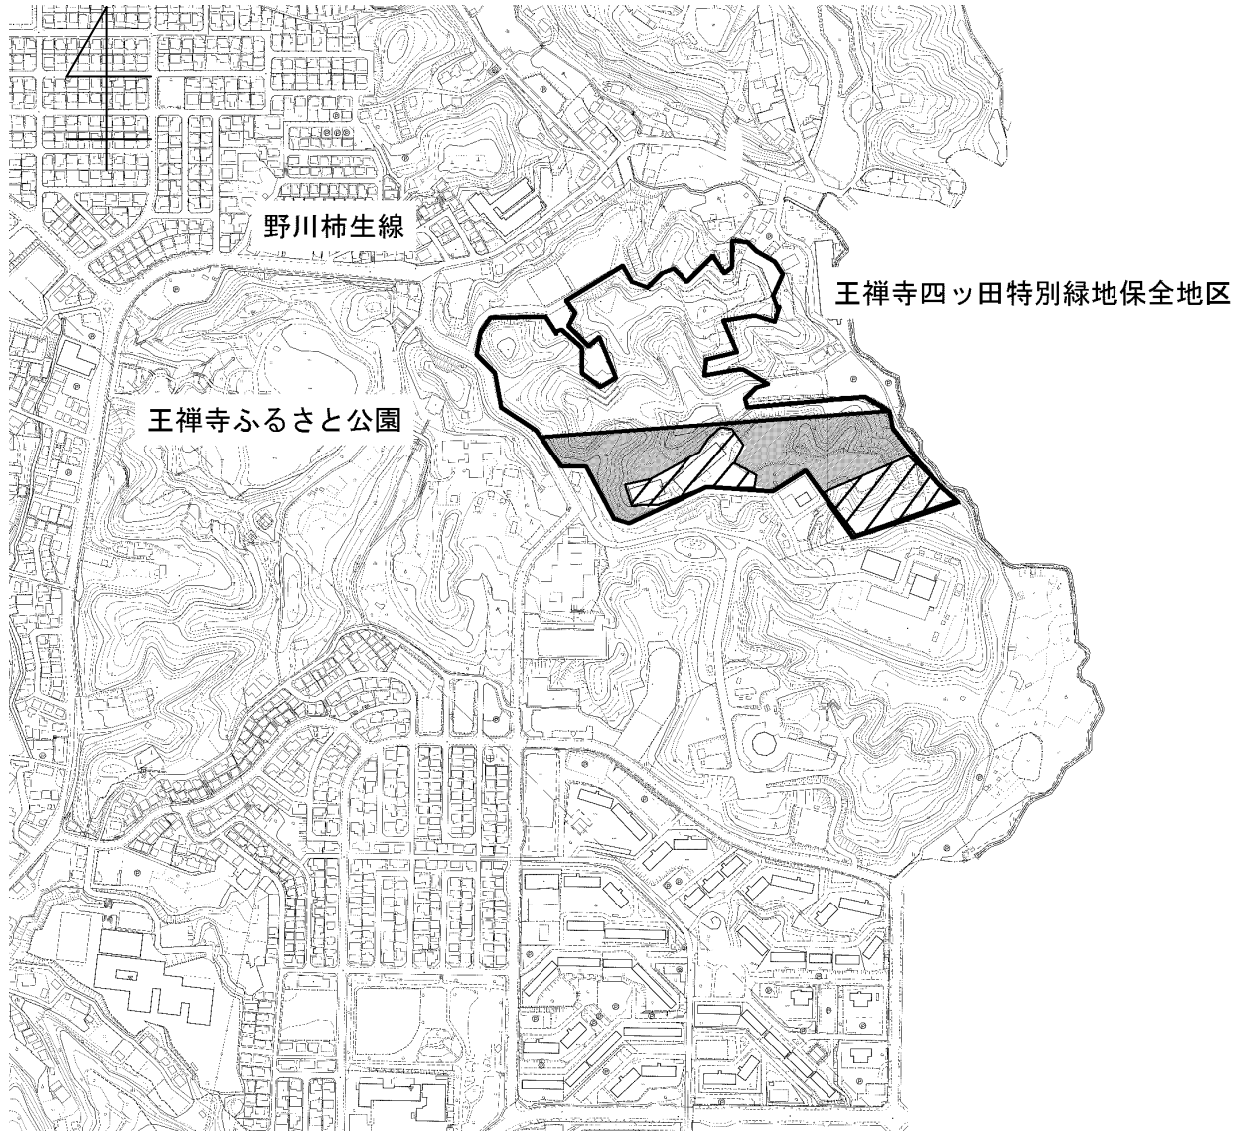 野川柿生線
王禅寺四ッ田特別緑地保全地区
王禅寺ふるさと公園